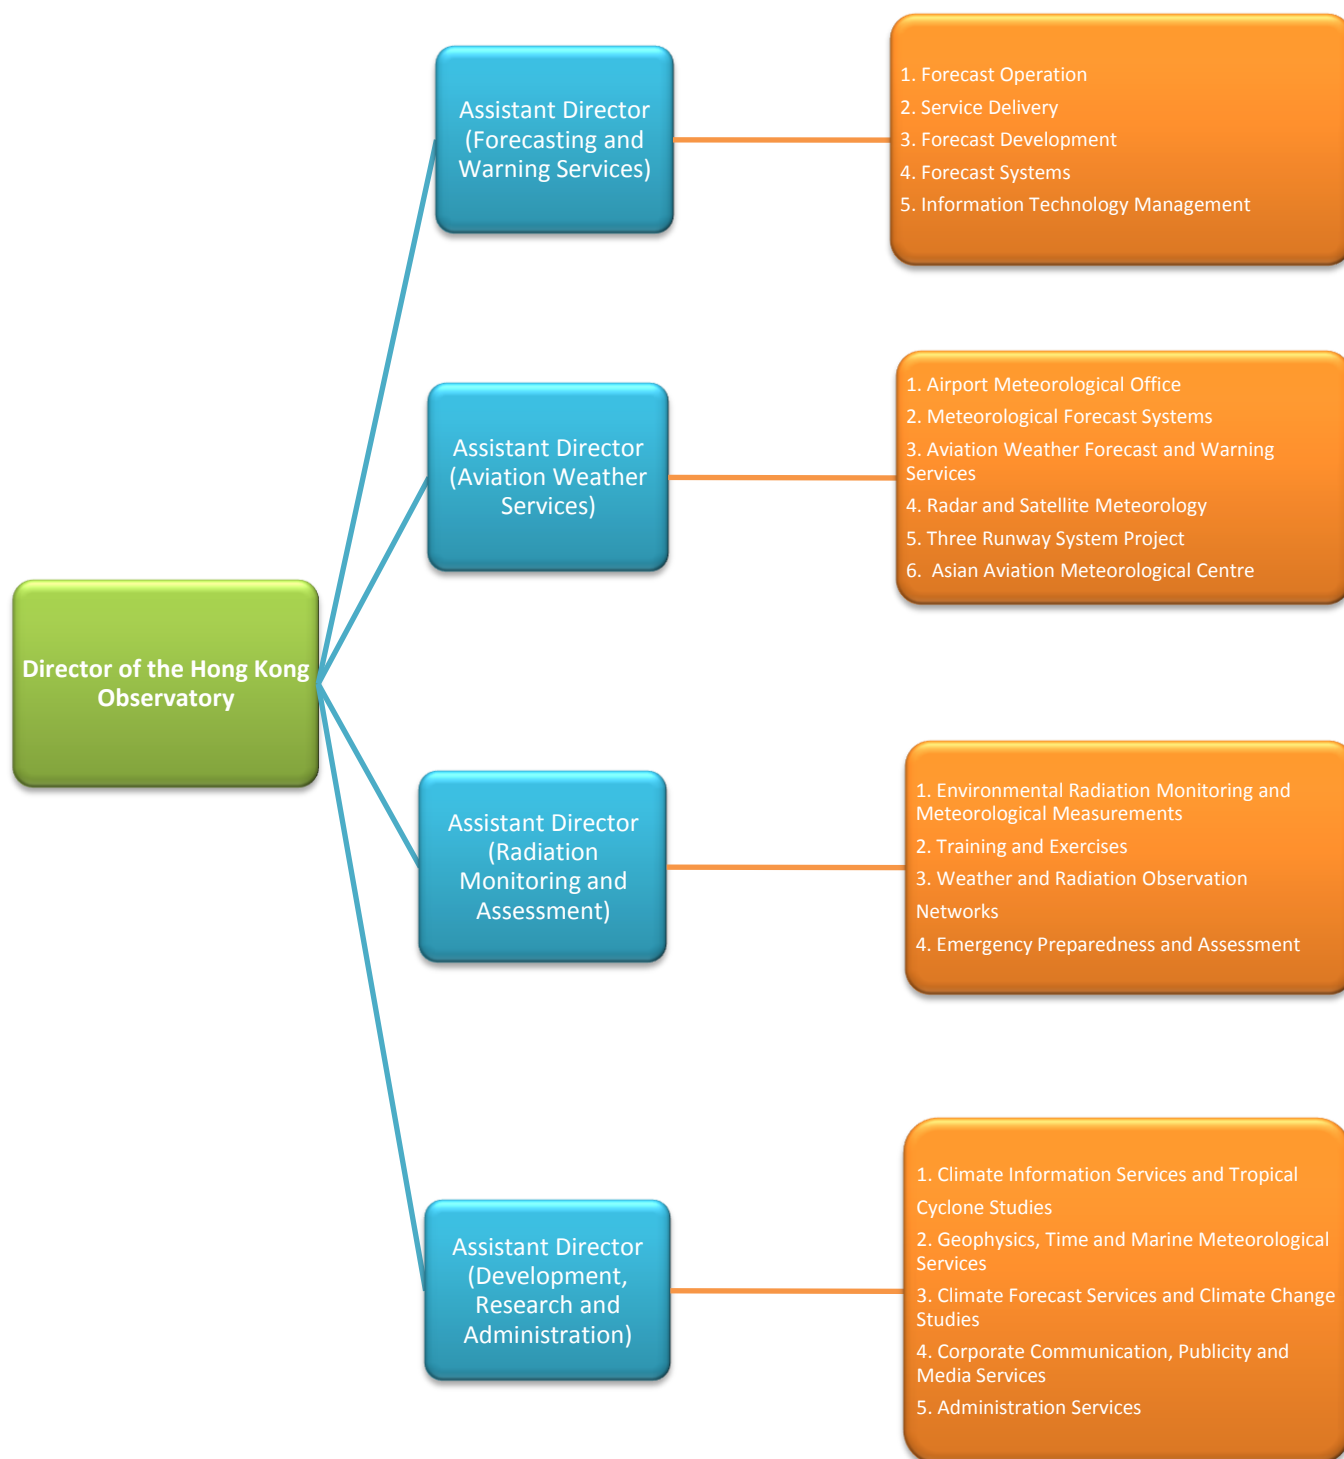 Director of the Hong Kong
Observatory
Assistant Director
(Forecasting and
Warning Services)
1. Forecast Operation
2. Service Delivery
3. Forecast Development
4. Forecast Systems
5. Information Technology Management
Assistant Director
(Aviation Weather
Services)
1. Airport Meteorological Office
2. Meteorological Forecast Systems
3. Aviation Weather Forecast and Warning
Services
4. Radar and Satellite Meteorology
5. Three Runway System Project
6.  Asian Aviation Meteorological Centre
Assistant Director
(Radiation
Monitoring and
Assessment)
1. Environmental Radiation Monitoring and
Meteorological Measurements
2. Training and Exercises
3. Weather and Radiation Observation
Networks
4. Emergency Preparedness and Assessment
Assistant Director
(Development,
Research and
Administration)
1. Climate Information Services and Tropical
Cyclone Studies
2. Geophysics, Time and Marine Meteorological
Services
3. Climate Forecast Services and Climate Change
Studies
4. Corporate Communication, Publicity and
Media Services
5. Administration Services